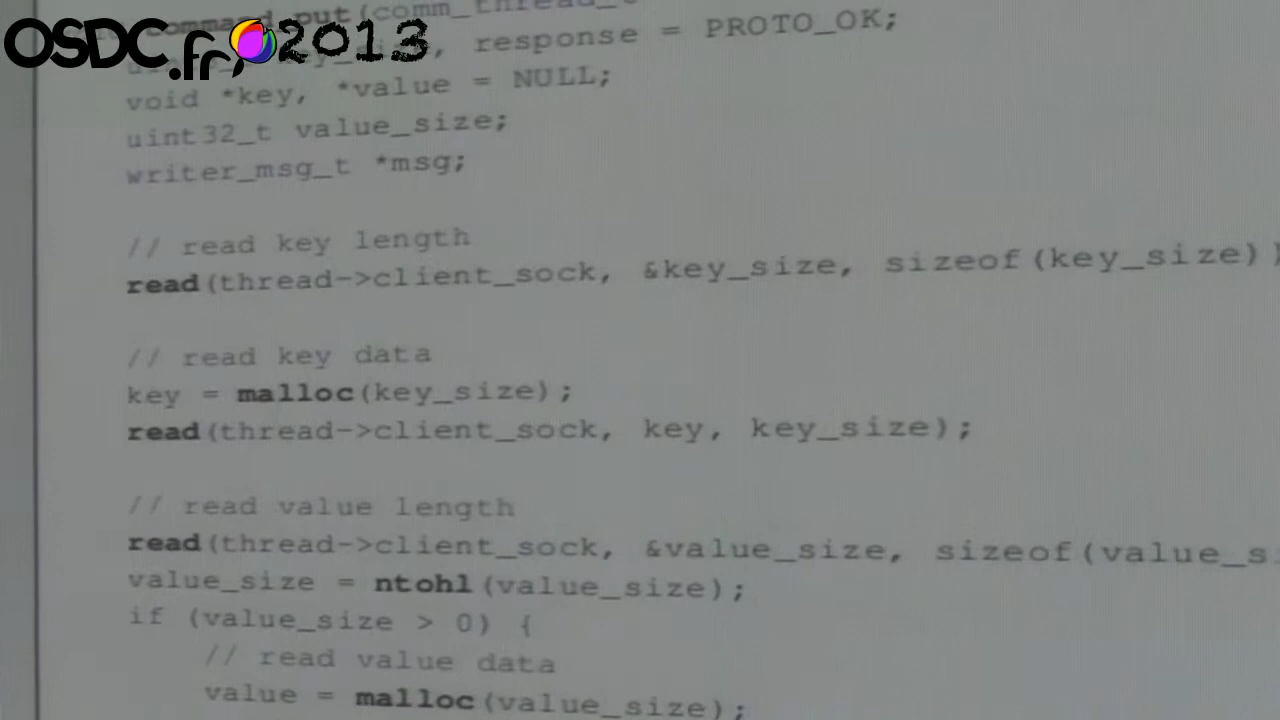 OSDC.fr 2013
command_put(comm_thread_t
response = PROTO_OK;
void *key, *value = NULL;
uint32_t value_size;
writer_msg_t *msg;
// read key length
read(thread->client_sock, &key_size, sizeof(key_size))
// read key data
key = malloc(key_size);
read(thread->client_sock, key, key_size);
// read value length
read(thread->client_sock, &value_size, sizeof(value_s
value_size = ntohl(value_size);
if (value_size > 0) {
// read value data
value = malloc(value_size);